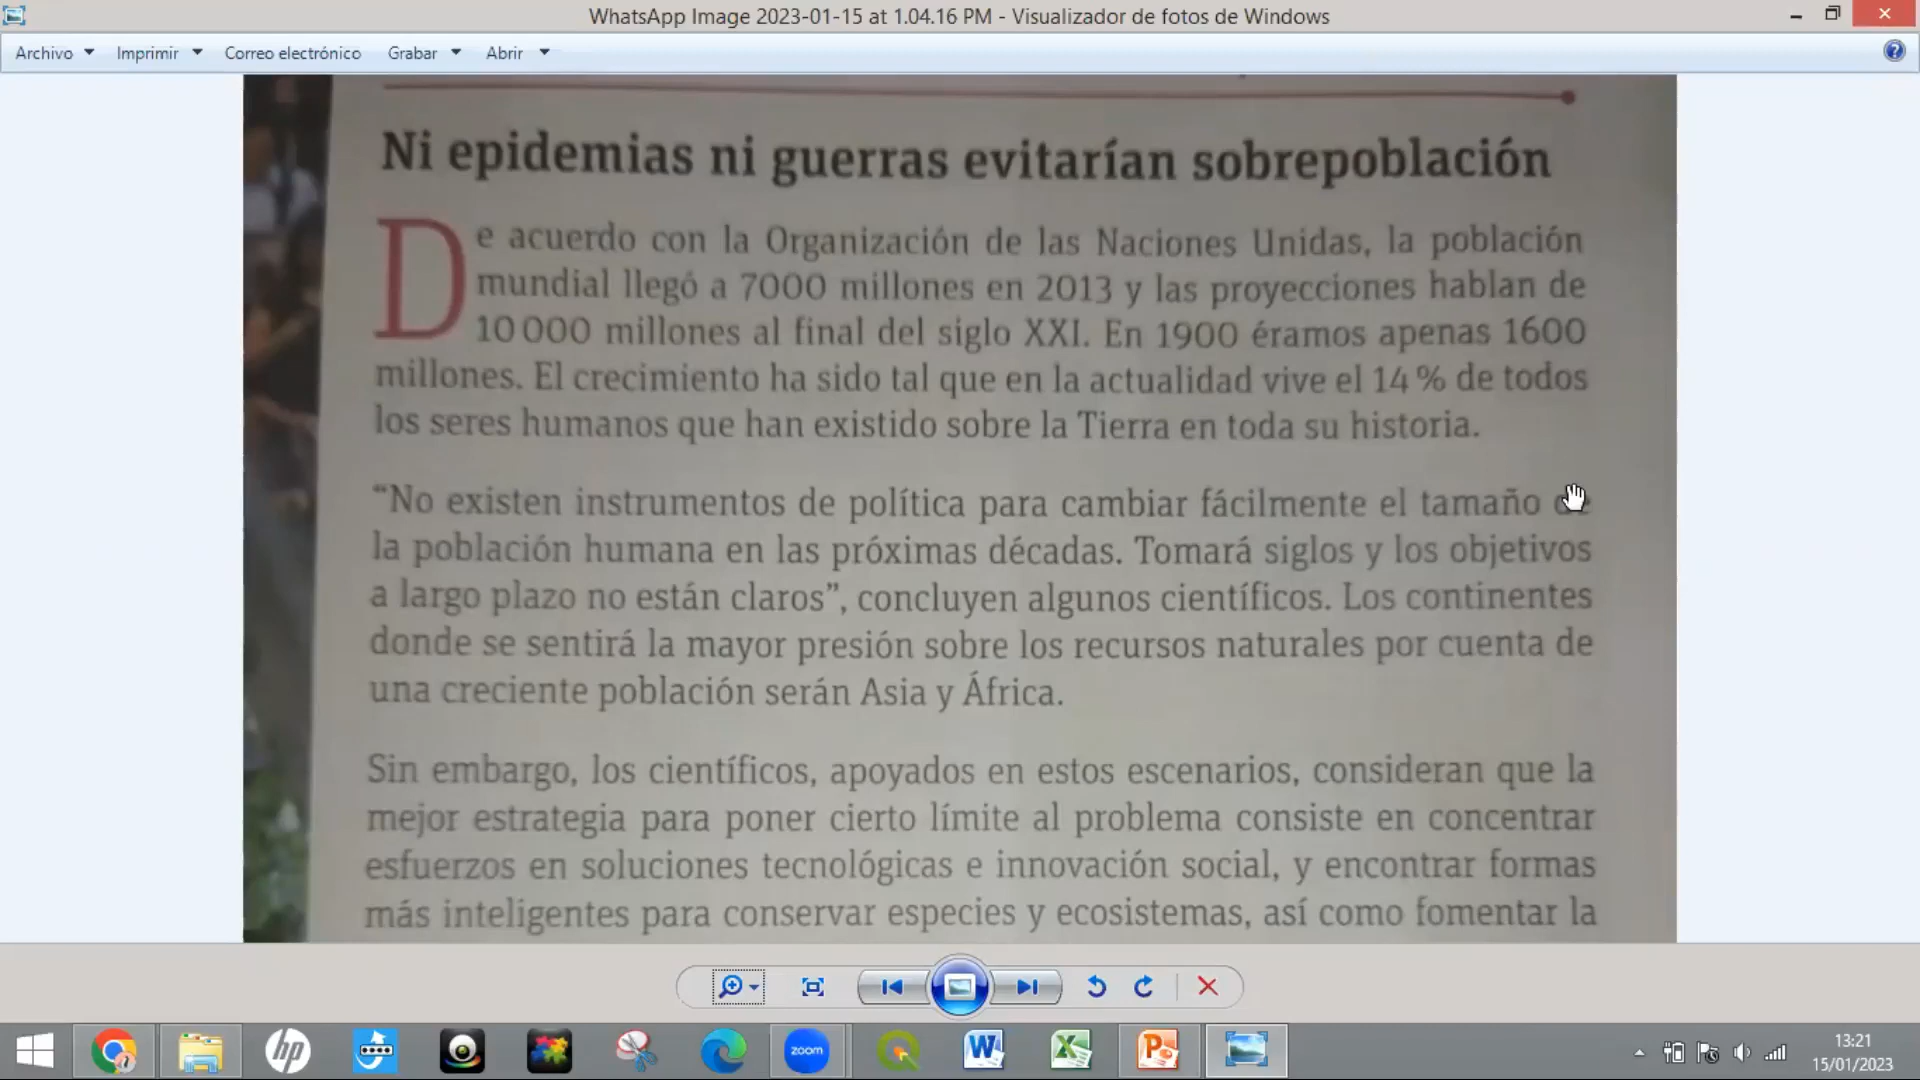 WhatsApp Image 2023-01-15 at 1.04.16 PM - Visualizador de fotos de Windows
Archivo Imprimir Correo electrónico Grabar Abrir
Ni epidemias ni guerras evitarían sobrepoblación
De acuerdo con la Organización de las Naciones Unidas, la población
mundial llegó a 7000 millones en 2013 y las proyecciones hablan de
10 000 millones al final del siglo XXI. En 1900 éramos apenas 1600
millones. El crecimiento ha sido tal que en la actualidad vive el 14 % de todos
los seres humanos que han existido sobre la Tierra en toda su historia.
“No existen instrumentos de política para cambiar fácilmente el tamaño de
la población humana en las próximas décadas. Tomará siglos y los objetivos
a largo plazo no están claros”, concluyen algunos científicos. Los continentes
donde se sentirá la mayor presión sobre los recursos naturales por cuenta de
una creciente población serán Asia y África.
Sin embargo, los científicos, apoyados en estos escenarios, consideran que la
mejor estrategia para poner cierto límite al problema consiste en concentrar
esfuerzos en soluciones tecnológicas e innovación social, y encontrar formas
más inteligentes para conservar especies y ecosistemas, así como fomentar la
hp
zoom
13:21
15/01/2023